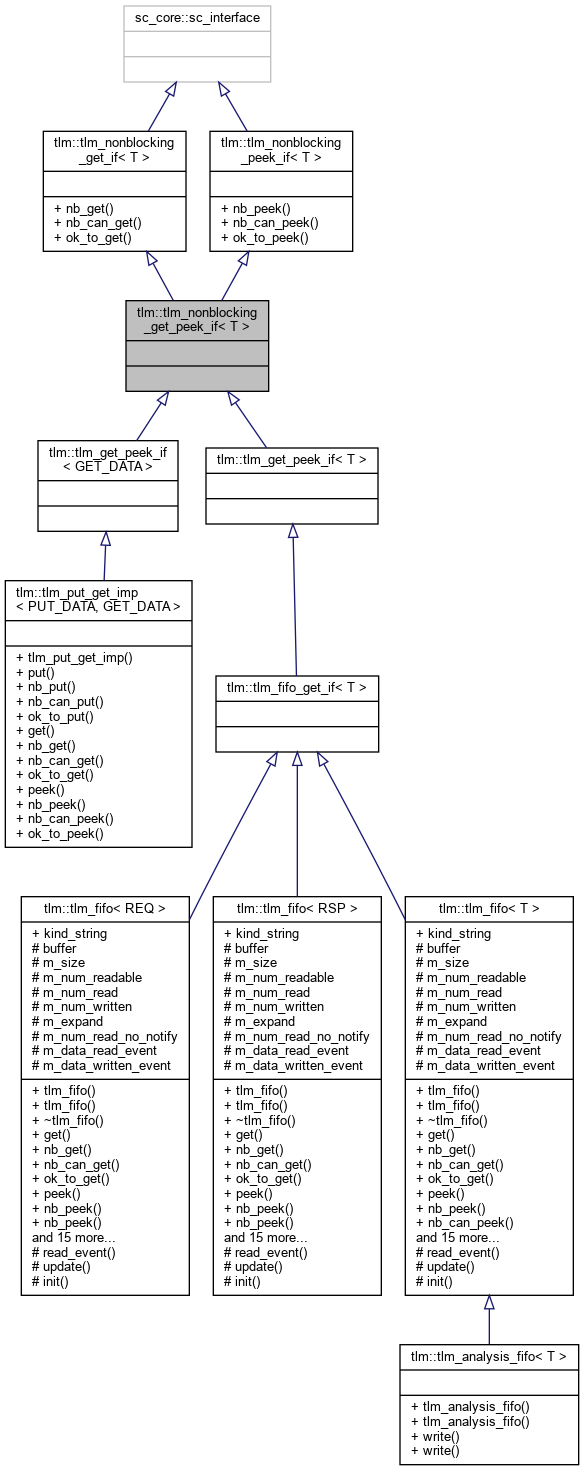 sc_core::sc_interface
tlm::tlm_nonblocking
_get_if< T >
+ nb_get()
+ nb_can_get()
+ ok_to_get()
tlm::tlm_nonblocking
_peek_if< T >
+ nb_peek()
+ nb_can_peek()
+ ok_to_peek()
tlm::tlm_nonblocking
_get_peek_if< T >
tlm::tlm_get_peek_if
< GET_DATA >
tlm::tlm_get_peek_if< T >
tlm::tlm_put_get_imp
< PUT_DATA, GET_DATA >
+ tlm_put_get_imp()
+ put()
+ nb_put()
+ nb_can_put()
+ ok_to_put()
+ get()
+ nb_get()
+ nb_can_get()
+ ok_to_get()
+ peek()
+ nb_peek()
+ nb_can_peek()
+ ok_to_peek()
tlm::tlm_fifo_get_if< T >
tlm::tlm_fifo< REQ >
+ kind_string
# buffer
# m_size
# m_num_readable
# m_num_read
# m_num_written
# m_expand
# m_num_read_no_notify
# m_data_read_event
# m_data_written_event
+ tlm_fifo()
+ tlm_fifo()
+ ~tlm_fifo()
+ get()
+ nb_get()
+ nb_can_get()
+ ok_to_get()
+ peek()
+ nb_peek()
+ nb_peek()
and 15 more...
# read_event()
# update()
# init()
tlm::tlm_fifo< RSP >
+ kind_string
# buffer
# m_size
# m_num_readable
# m_num_read
# m_num_written
# m_expand
# m_num_read_no_notify
# m_data_read_event
# m_data_written_event
+ tlm_fifo()
+ tlm_fifo()
+ ~tlm_fifo()
+ get()
+ nb_get()
+ nb_can_get()
+ ok_to_get()
+ peek()
+ nb_peek()
+ nb_peek()
and 15 more...
# read_event()
# update()
# init()
tlm::tlm_fifo< T >
+ kind_string
# buffer
# m_size
# m_num_readable
# m_num_read
# m_num_written
# m_expand
# m_num_read_no_notify
# m_data_read_event
# m_data_written_event
+ tlm_fifo()
+ tlm_fifo()
+ ~tlm_fifo()
+ get()
+ nb_get()
+ nb_can_get()
+ ok_to_get()
+ peek()
+ nb_peek()
+ nb_can_peek()
and 15 more...
# read_event()
# update()
# init()
tlm::tlm_analysis_fifo< T >
+ tlm_analysis_fifo()
+ tlm_analysis_fifo()
+ write()
+ write()